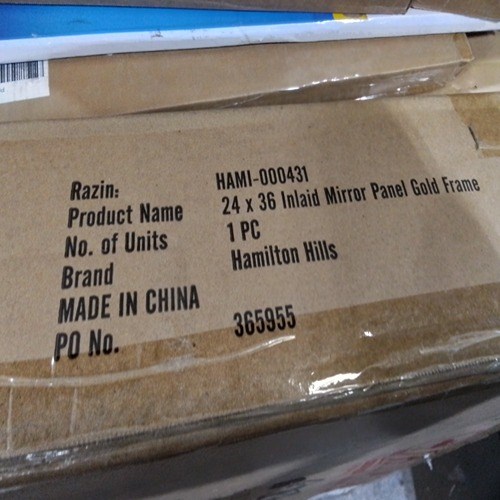 Razin: HAMI-000431
Product Name 24 x 36 Inlaid Mirror Panel Gold Frame
No. of Units 1 PC
Brand Hamilton Hills
MADE IN CHINA
PO No. 365955